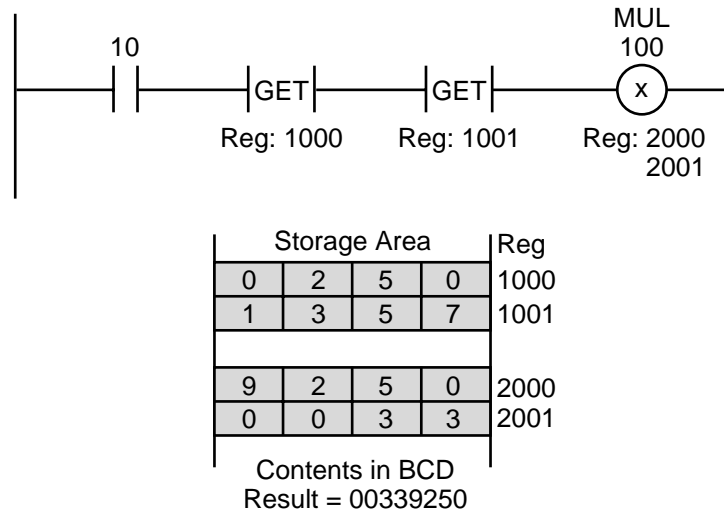 MUL
10 100
GET GET x
Reg: 1000 Reg: 1001 Reg: 2000
2001
Storage Area Reg
0 2 5 0 1000
1 3 5 7 1001
9 2 5 0 2000
0 0 3 3 2001
Contents in BCD
Result = 00339250